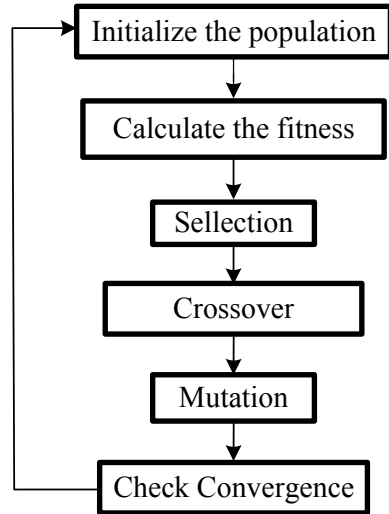 Initialize the population
Calculate the fitness
Sellection
Crossover
Mutation
Check Convergence